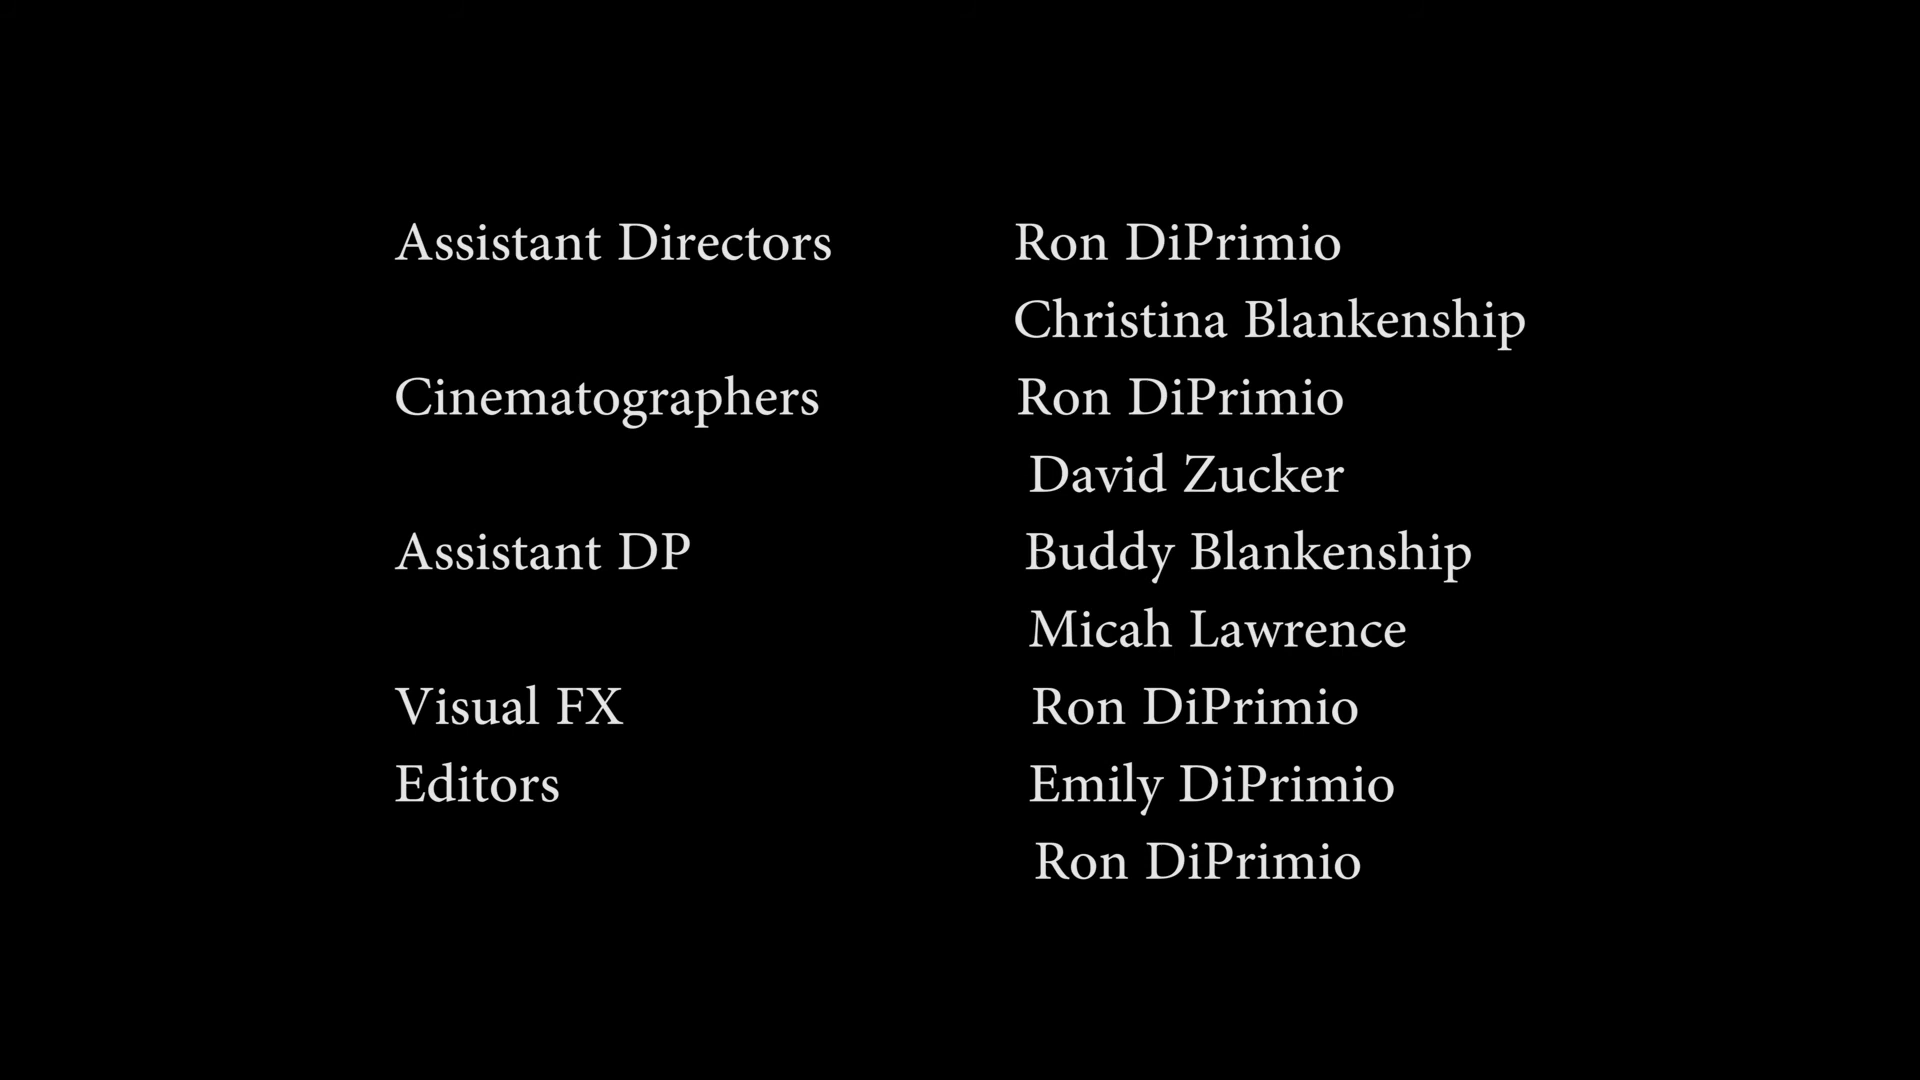 Assistant Directors Ron DiPrimio
Christina Blankenship
Cinematographers Ron DiPrimio
David Zucker
Assistant DP Buddy Blankenship
Micah Lawrence
Visual FX Ron DiPrimio
Editors Emily DiPrimio
Ron DiPrimio